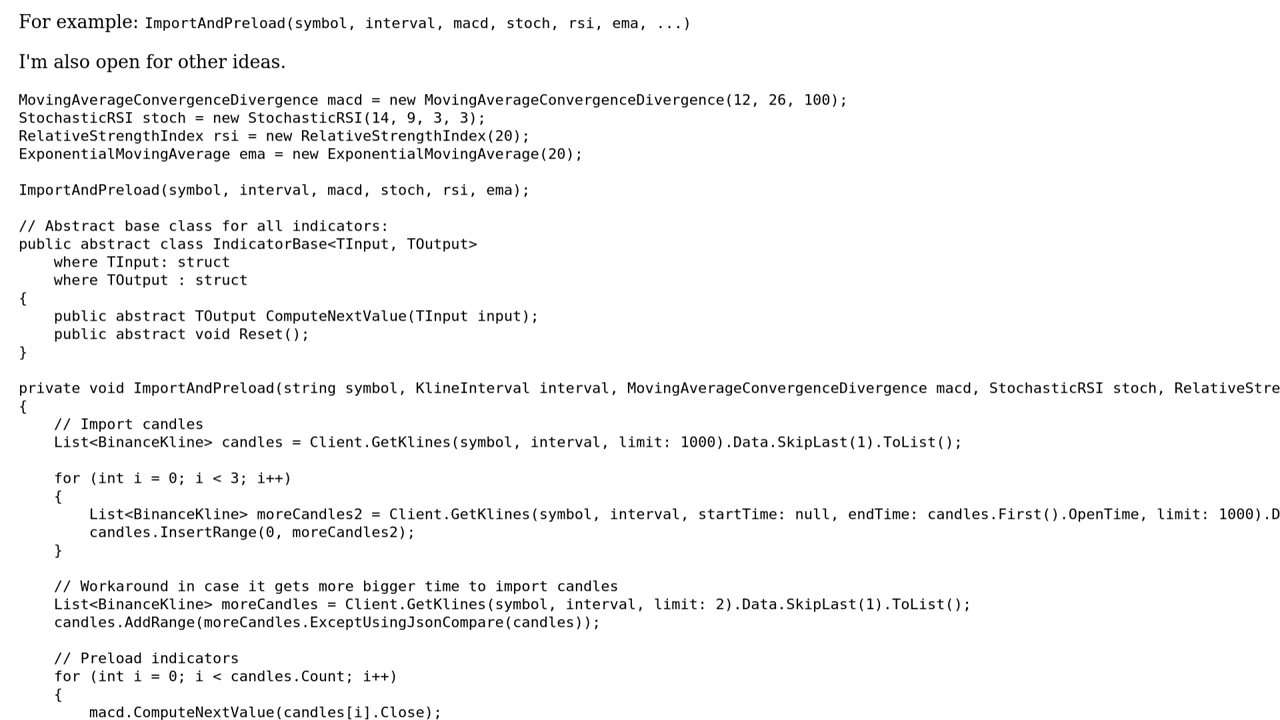 For example: ImportAndPreload(symbol, interval, macd, stoch, rsi, ema, ...)
I'm also open for other ideas.
MovingAverageConvergenceDivergence macd = new MovingAverageConvergenceDivergence(12, 26, 100);
StochasticRSI stoch = new StochasticRSI(14, 9, 3, 3);
RelativeStrengthIndex rsi = new RelativeStrengthIndex(20);
ExponentialMovingAverage ema = new ExponentialMovingAverage(20);
ImportAndPreload(symbol, interval, macd, stoch, rsi, ema);
// Abstract base class for all indicators:
public abstract class IndicatorBase<TInput, TOutput>
    where TInput: struct
    where TOutput : struct
{
    public abstract TOutput ComputeNextValue(TInput input);
    public abstract void Reset();
}
private void ImportAndPreload(string symbol, KlineInterval interval, MovingAverageConvergenceDivergence macd, StochasticRSI stoch, RelativeStre
{
    // Import candles
    List<BinanceKline> candles = Client.GetKlines(symbol, interval, limit: 1000).Data.SkipLast(1).ToList();
    for (int i = 0; i < 3; i++)
    {
        List<BinanceKline> moreCandles2 = Client.GetKlines(symbol, interval, startTime: null, endTime: candles.First().OpenTime, limit: 1000).D
        candles.InsertRange(0, moreCandles2);
    }
    // Workaround in case it gets more bigger time to import candles
    List<BinanceKline> moreCandles = Client.GetKlines(symbol, interval, limit: 2).Data.SkipLast(1).ToList();
    candles.AddRange(moreCandles.ExceptUsingJsonCompare(candles));
    // Preload indicators
    for (int i = 0; i < candles.Count; i++)
    {
        macd.ComputeNextValue(candles[i].Close);